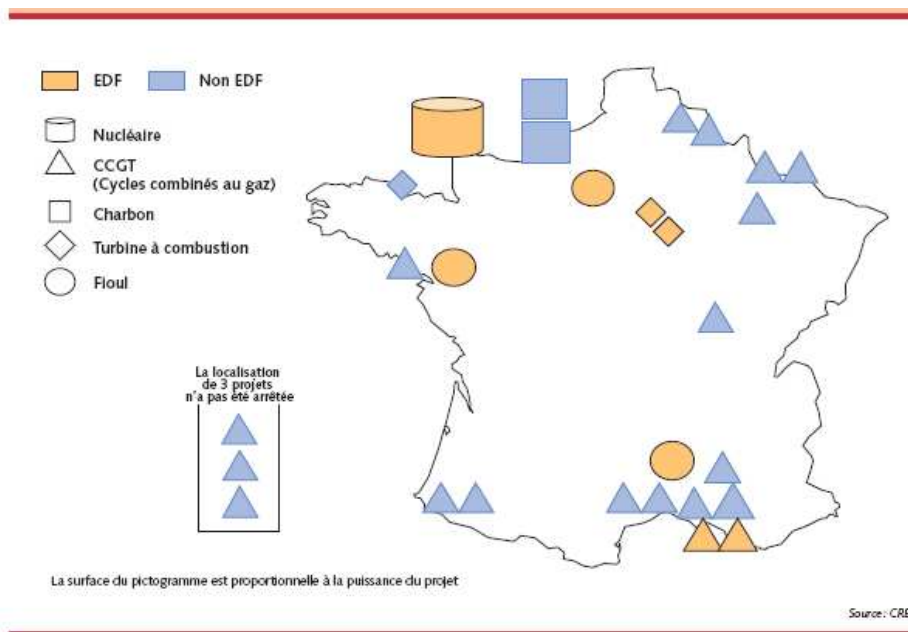 EDF
Non EDF
Nucléaire
CCGT
(Cycles combinés au gaz)
Charbon
Turbine à combustion
Fioul
La localisation
de 3 projets
n'a pas été arrêtée
La surface du pictogramme est proportionnelle à la puissance du projet
Source: CRE